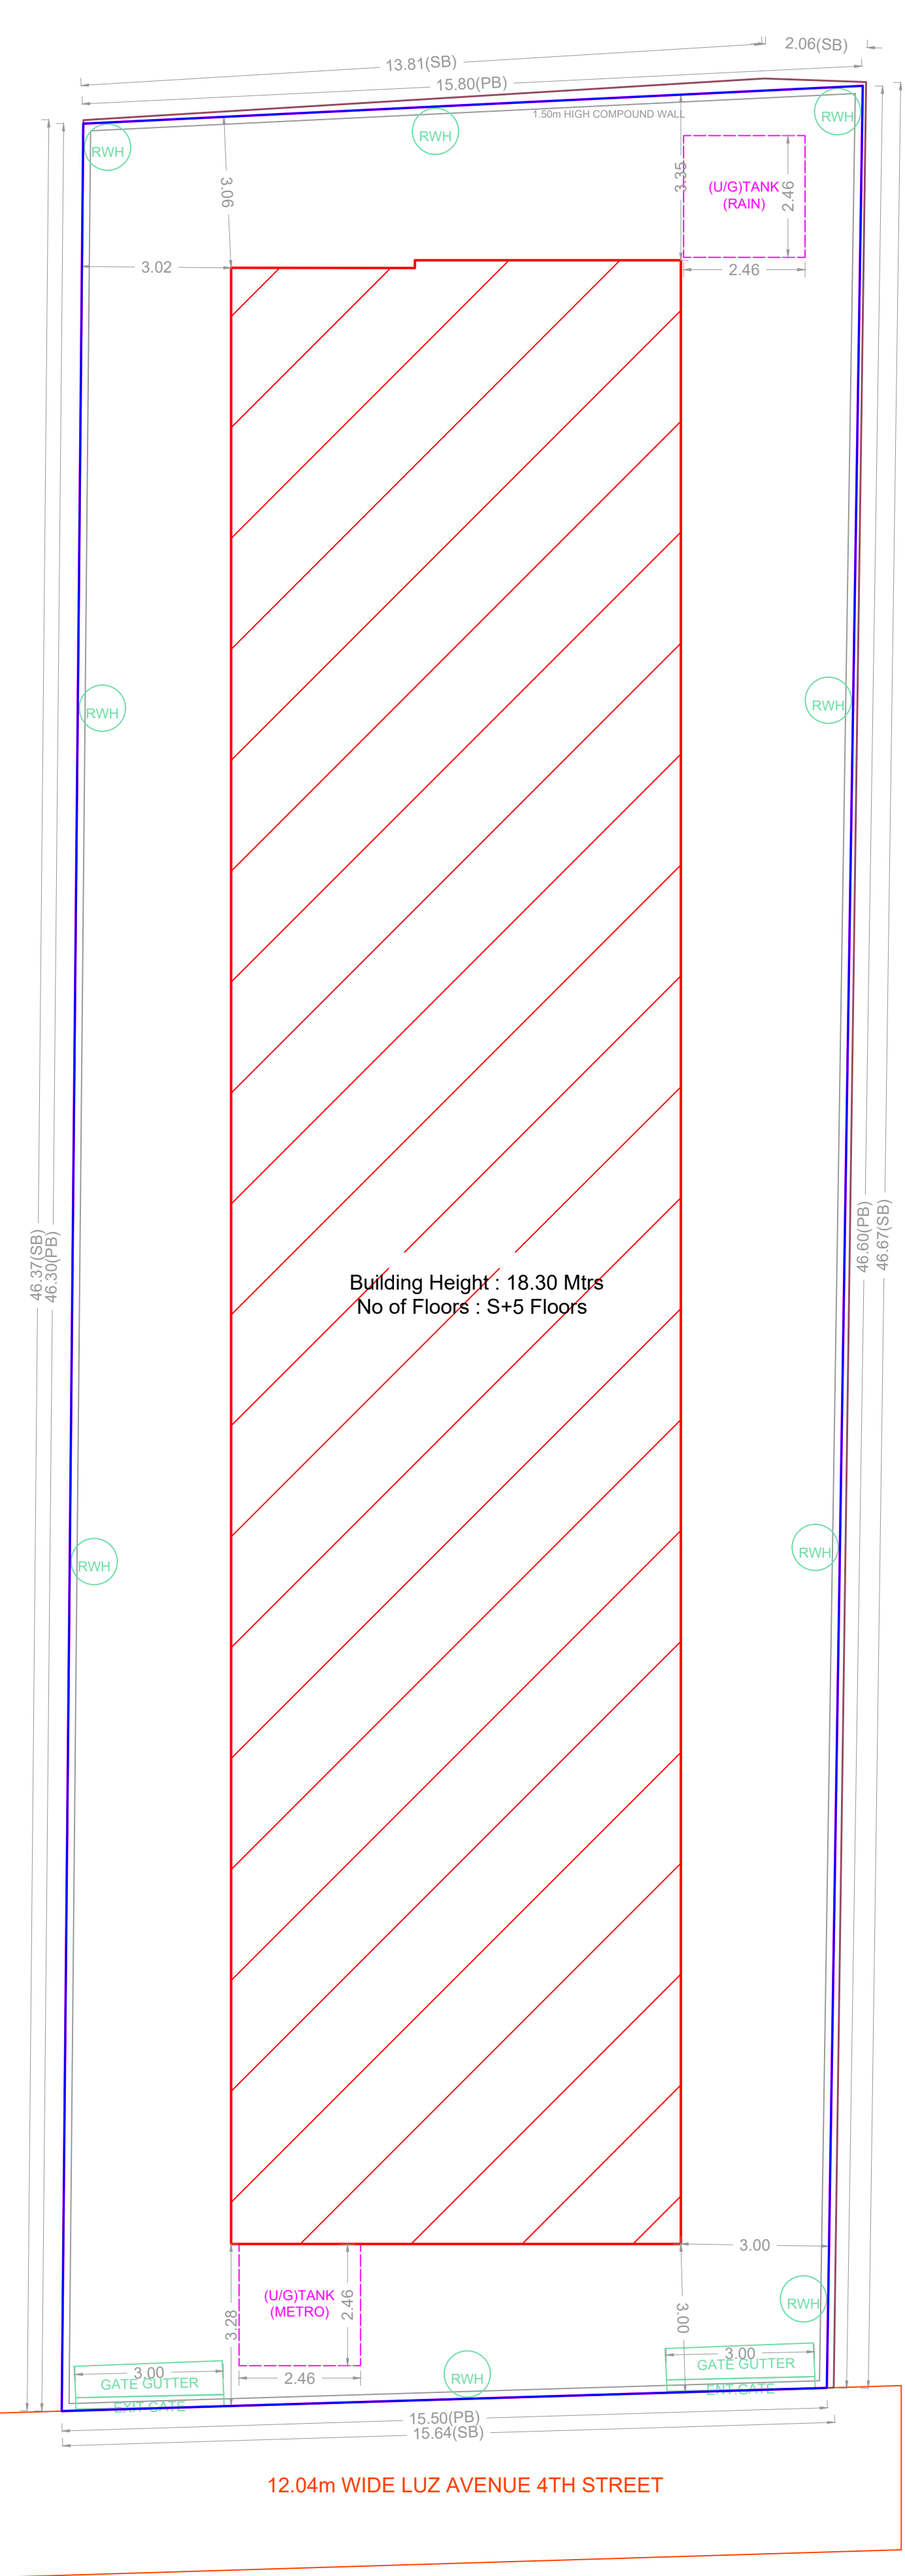 2.06(SB)
13.81(SB)
15.80(PB)
1.50m HIGH COMPOUND WALL
RWH
RWH
RWH
3.06
3.35
(U/G)TANK
(RAIN)
2.46
2.46
3.02
RWH
RWH
46.37(SB)
46.30(PB)
46.60(PB)
46.67(SB)
Building Height : 18.30 Mtrs
No of Floors : S+5 Floors
RWH
RWH
3.00
(U/G)TANK
(METRO)
2.46
3.28
2.46
3.00
RWH
RWH
3.00
GATE GUTTER
EXIT GATE
3.00
GATE GUTTER
ENT.GATE
15.50(PB)
15.64(SB)
12.04m WIDE LUZ AVENUE 4TH STREET